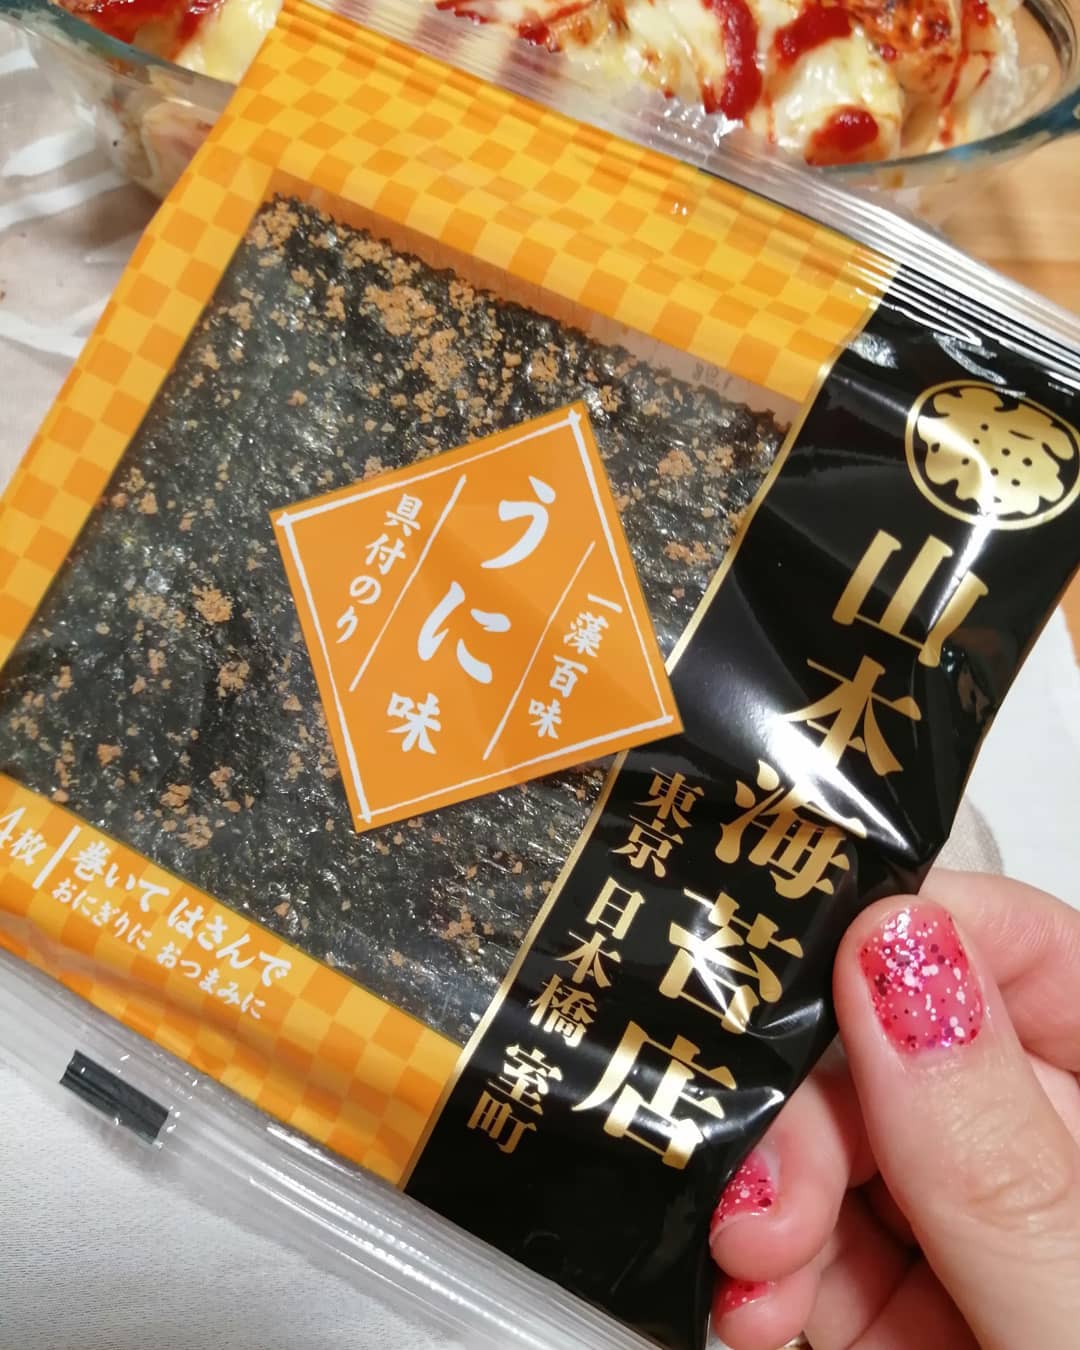 一藻百味
うに味
具付のり
山本海苔店
東京 日本橋 室町
4枚
巻いて はさんで
おにぎりに おつまみに